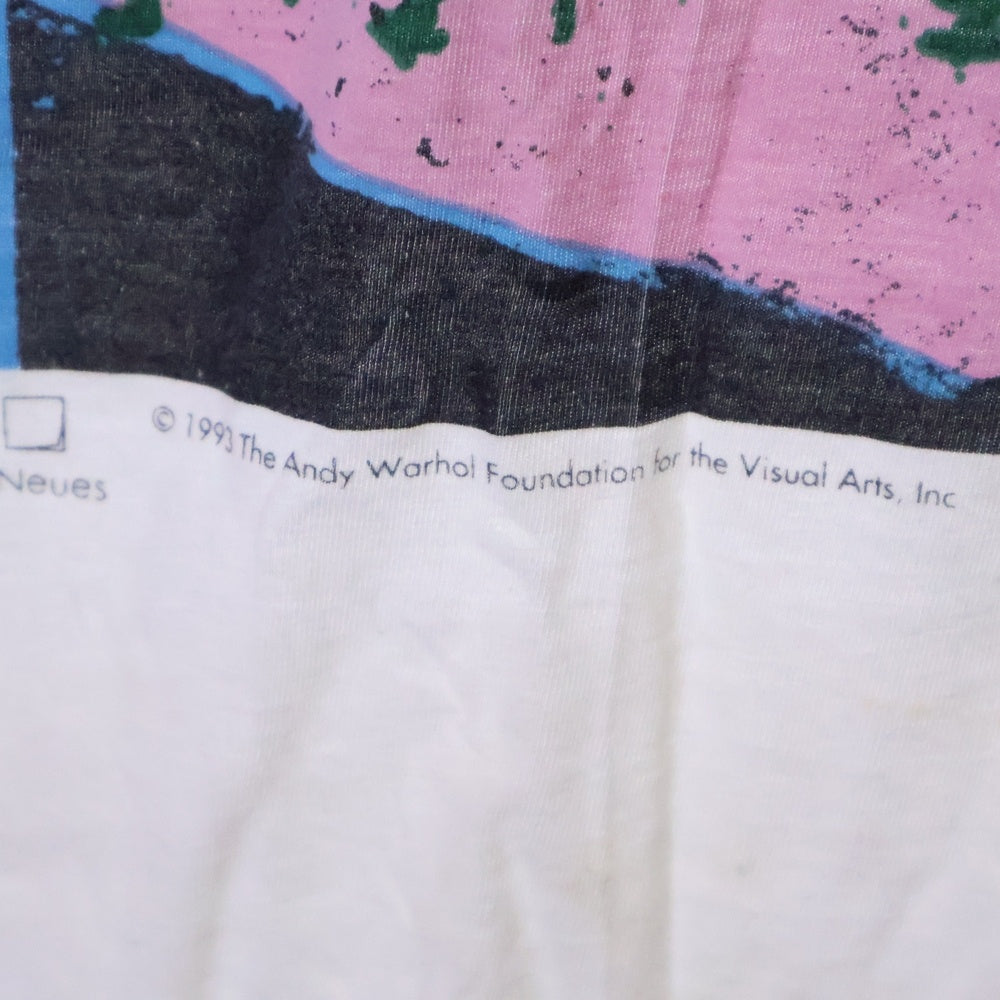 Neues
© 1993 The Andy Warhol Foundation for the Visual Arts, Inc